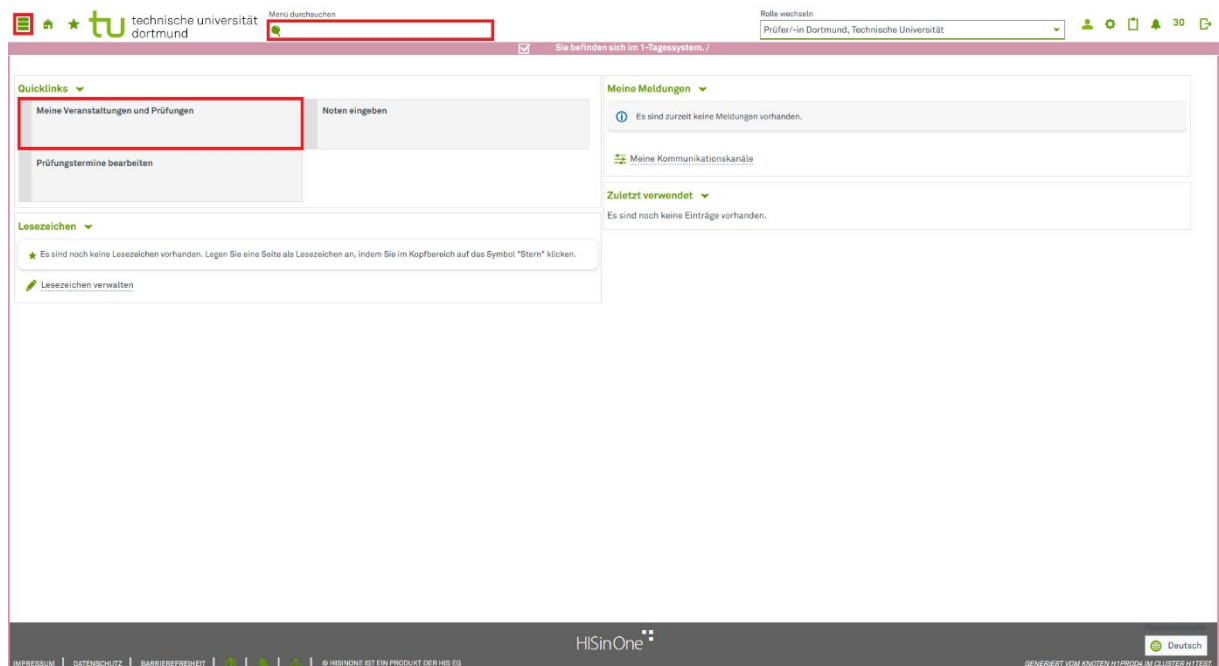 technische universität
dortmund
Menü durchsuchen
Rolle wechseln
Prüfer/-in Dortmund, Technische Universität
30
Sie befinden sich im 1-Tagessystem. /
Quicklinks
Meine Veranstaltungen und Prüfungen
Noten eingeben
Prüfungstermine bearbeiten
Lesezeichen
Es sind noch keine Lesezeichen vorhanden. Legen Sie eine Seite als Lesezeichen an, indem Sie im Kopfbereich auf das Symbol "Stern" klicken.
Lesezeichen verwalten
Meine Meldungen
Es sind zurzeit keine Meldungen vorhanden.
Meine Kommunikationskanäle
Zuletzt verwendet
Es sind noch keine Einträge vorhanden.
HISinOne
Deutsch
IMPRESSUM | DATENSCHUTZ | BARRIEREFREIHEIT | © HISINONE IST EIN PRODUKT DER HIS EG
GENERIERT VOM KNOTEN H1PROD4 IM CLUSTER H1TEST.